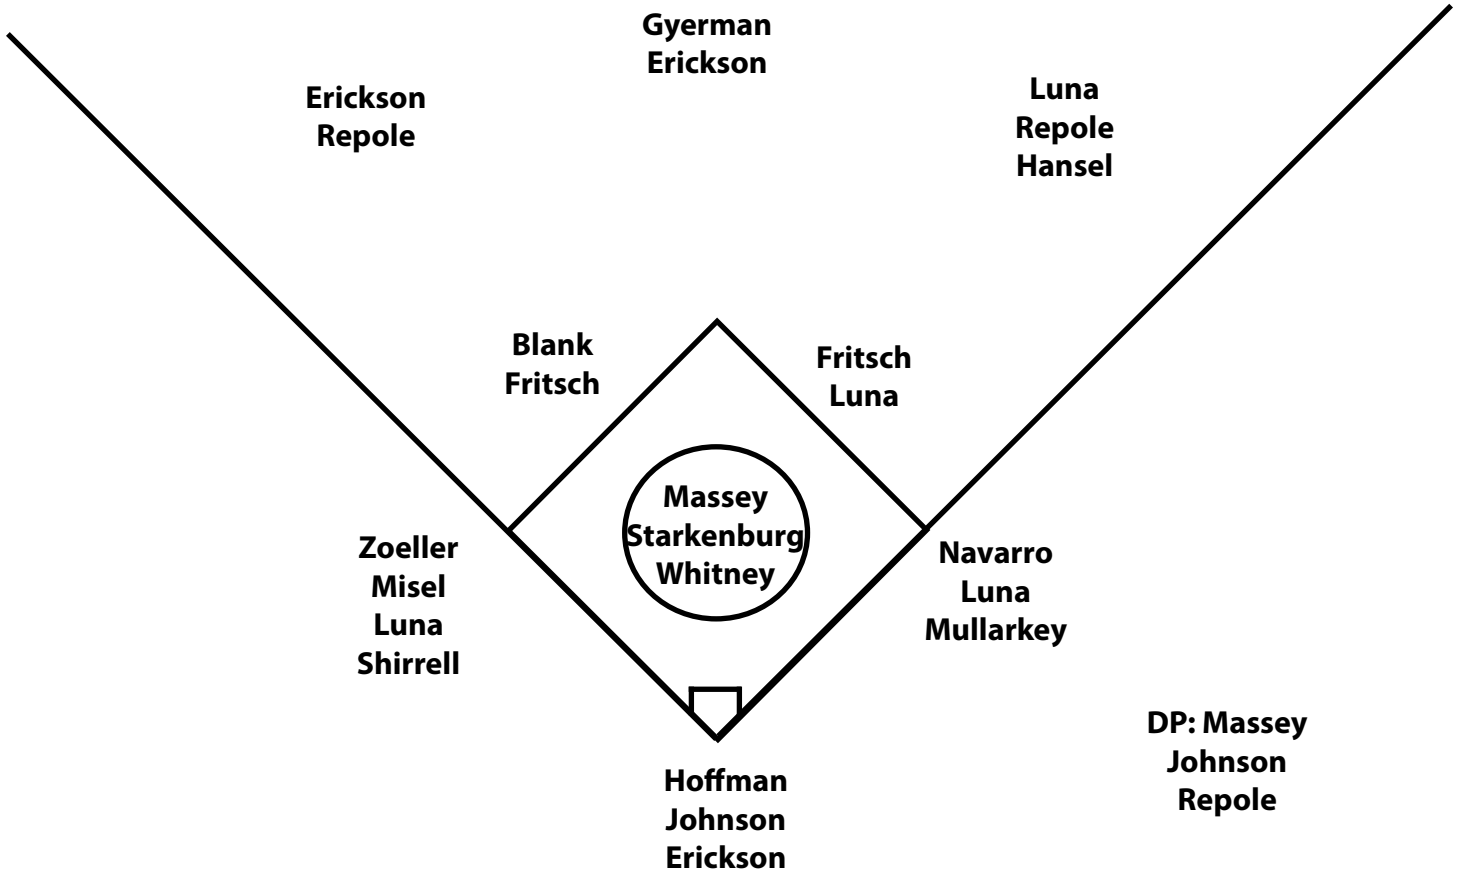 Gyerman
Erickson
Erickson
Repole
Luna
Repole
Hansel
Blank
Fritsch
Fritsch
Luna
Massey
Starkenburg
Whitney
Zoeller
Misel
Luna
Shirrell
Navarro
Luna
Mullarkey
DP: Massey
Johnson
Repole
Hoffman
Johnson
Erickson